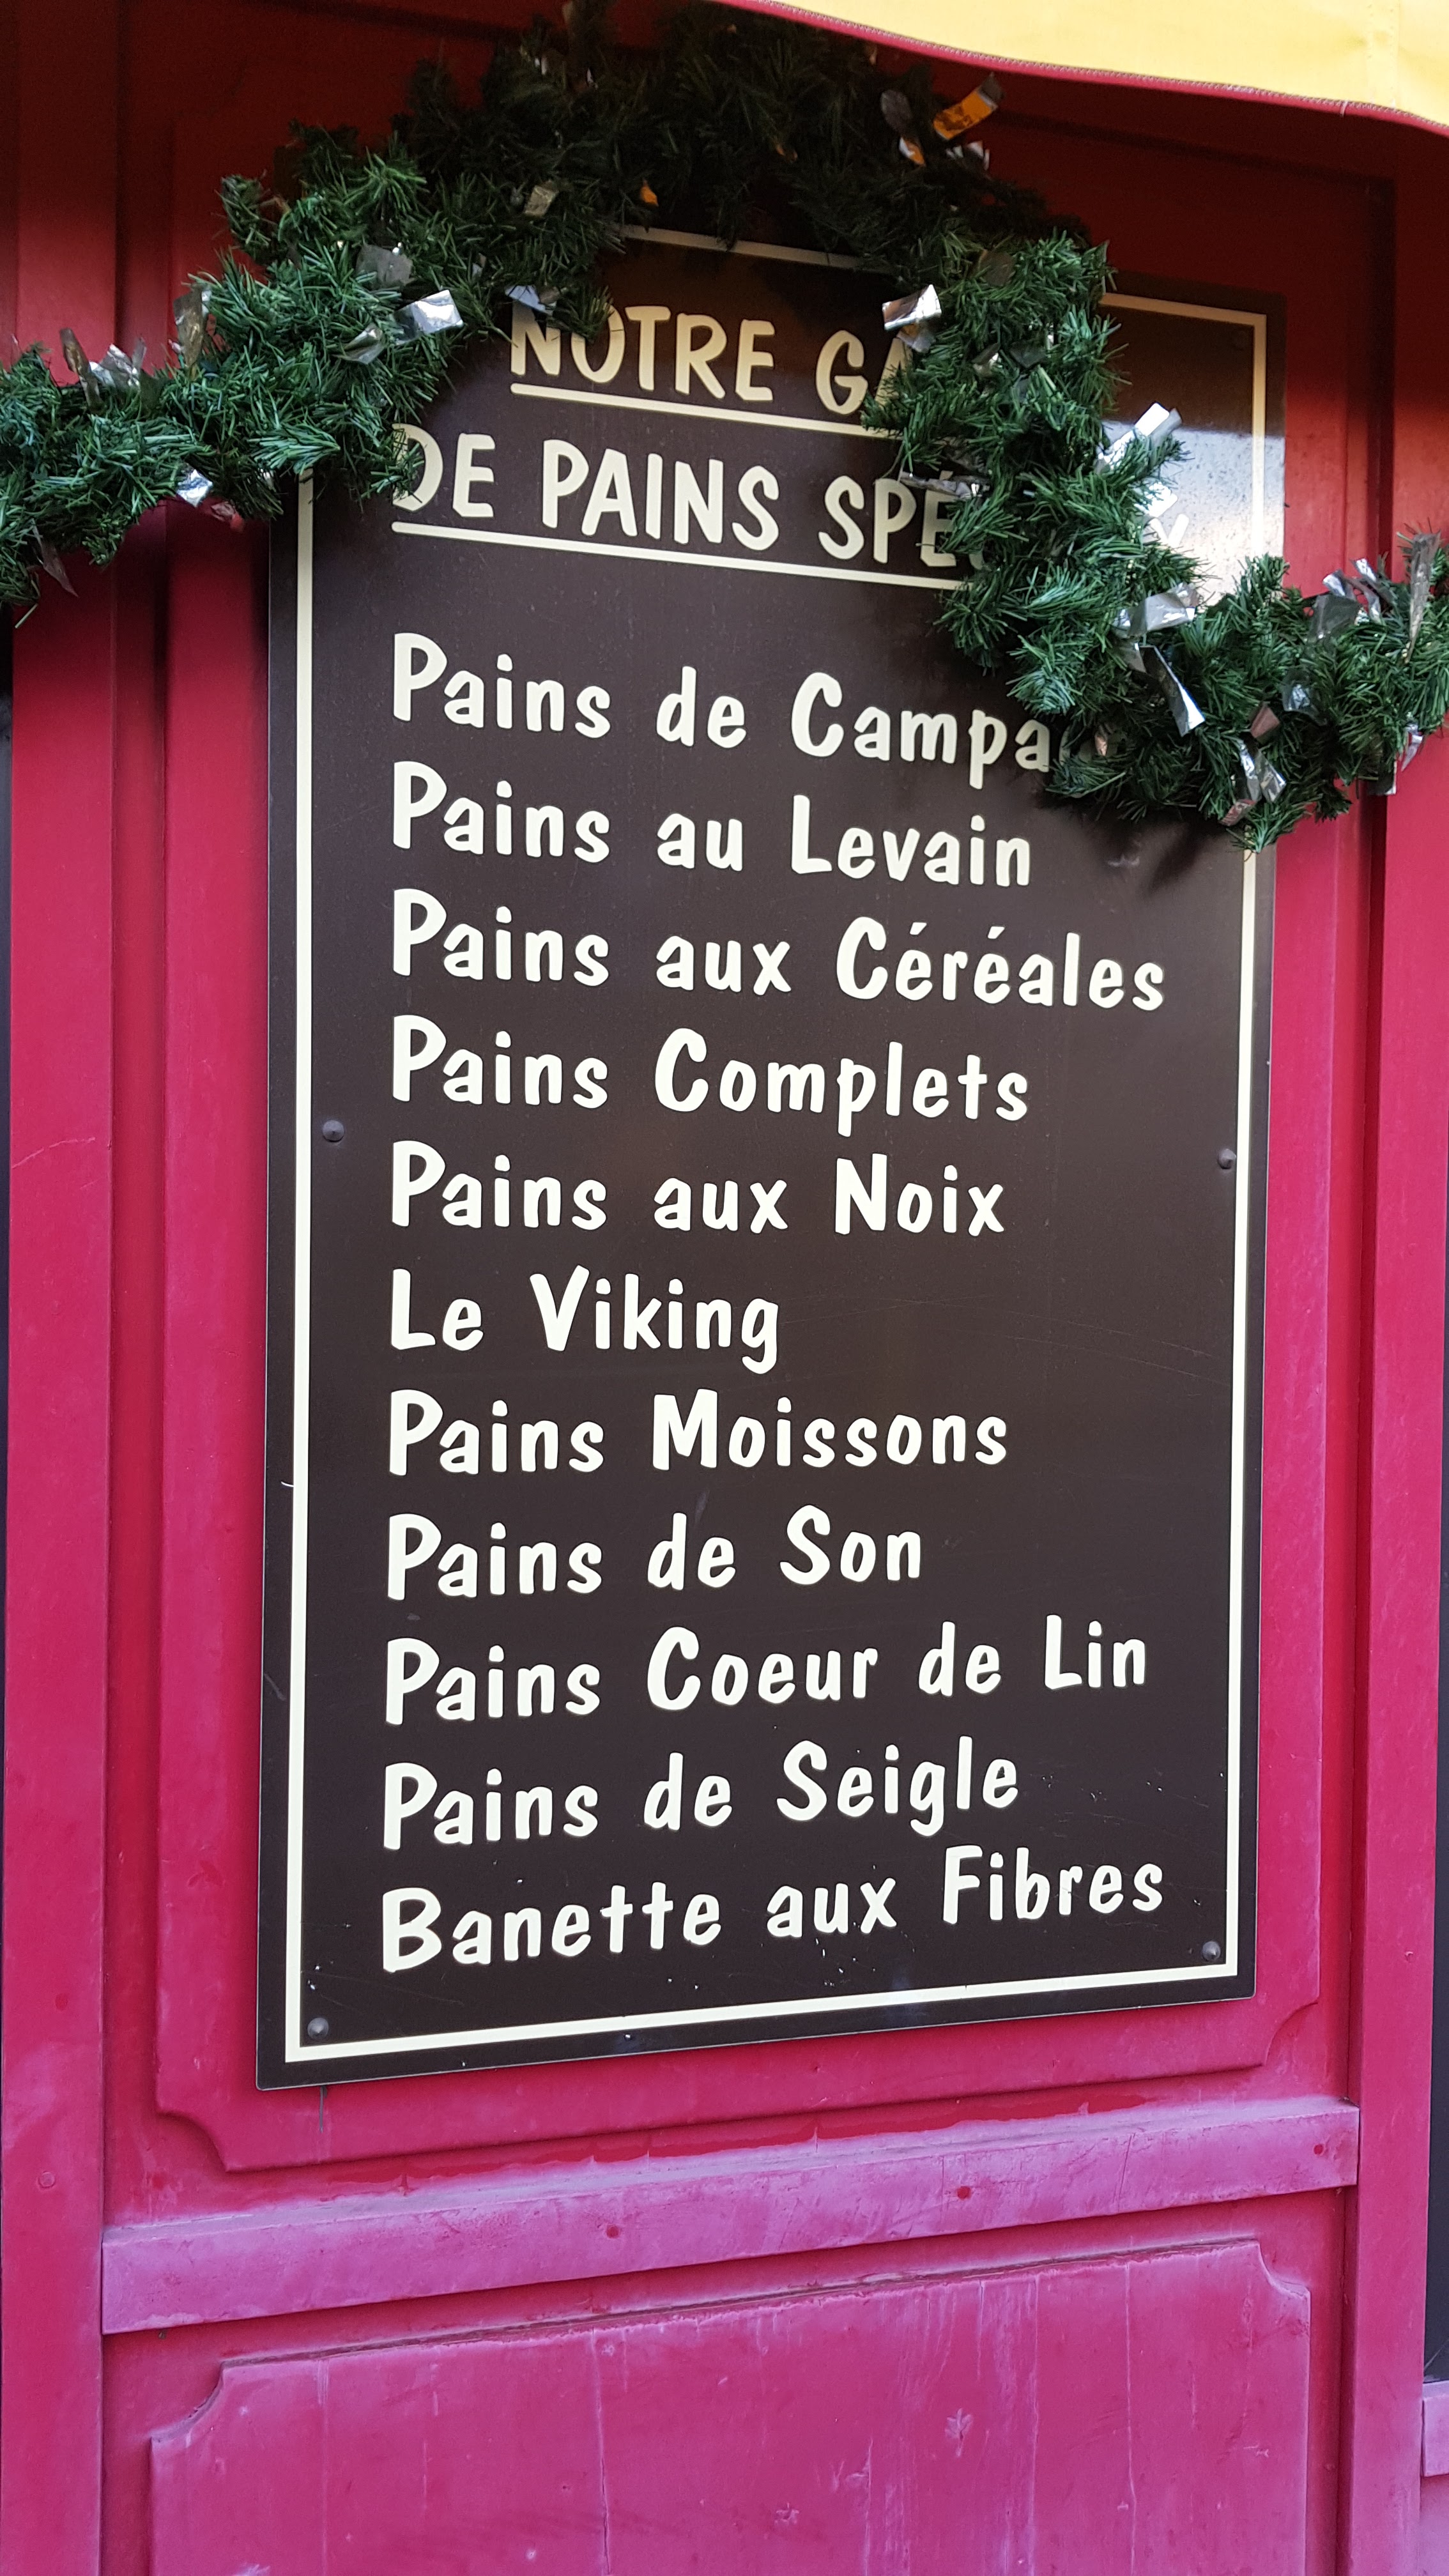 NOTRE
DE PAINS
Pains de
Pains au Levain
Pains aux Céréales
Pains Complets
Pains aux Noix
Le Viking
Pains Moissons
Pains de Son
Pains Coeur de Lin
Pains de Seigle
Banette aux Fibres